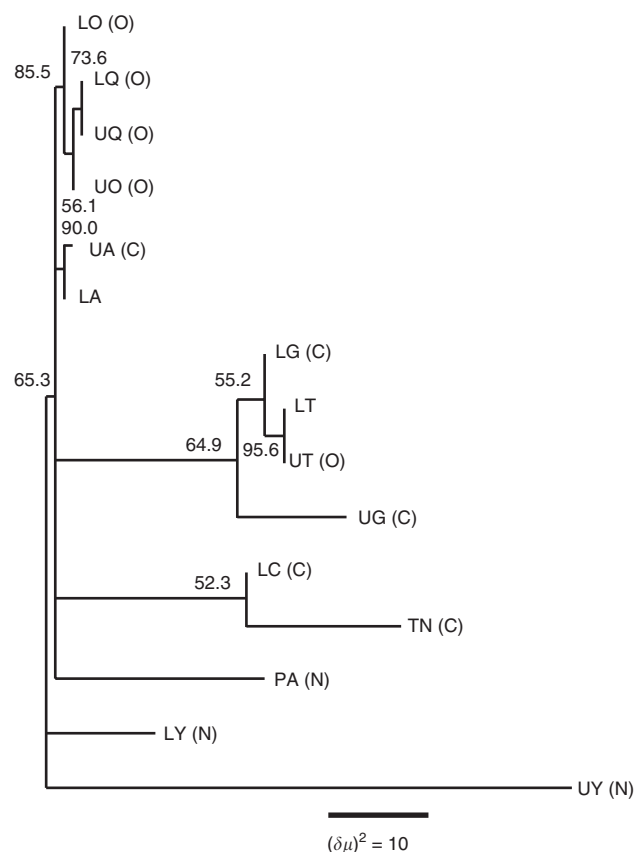 LO (O)
73.6
85.5
LQ (O)
UQ (O)
UO (O)
56.1
90.0
UA (C)
LA
LG (C)
65.3
55.2
LT
64.9
95.6
UT (O)
UG (C)
LC (C)
52.3
TN (C)
PA (N)
LY (N)
UY (N)
(δμ)² = 10